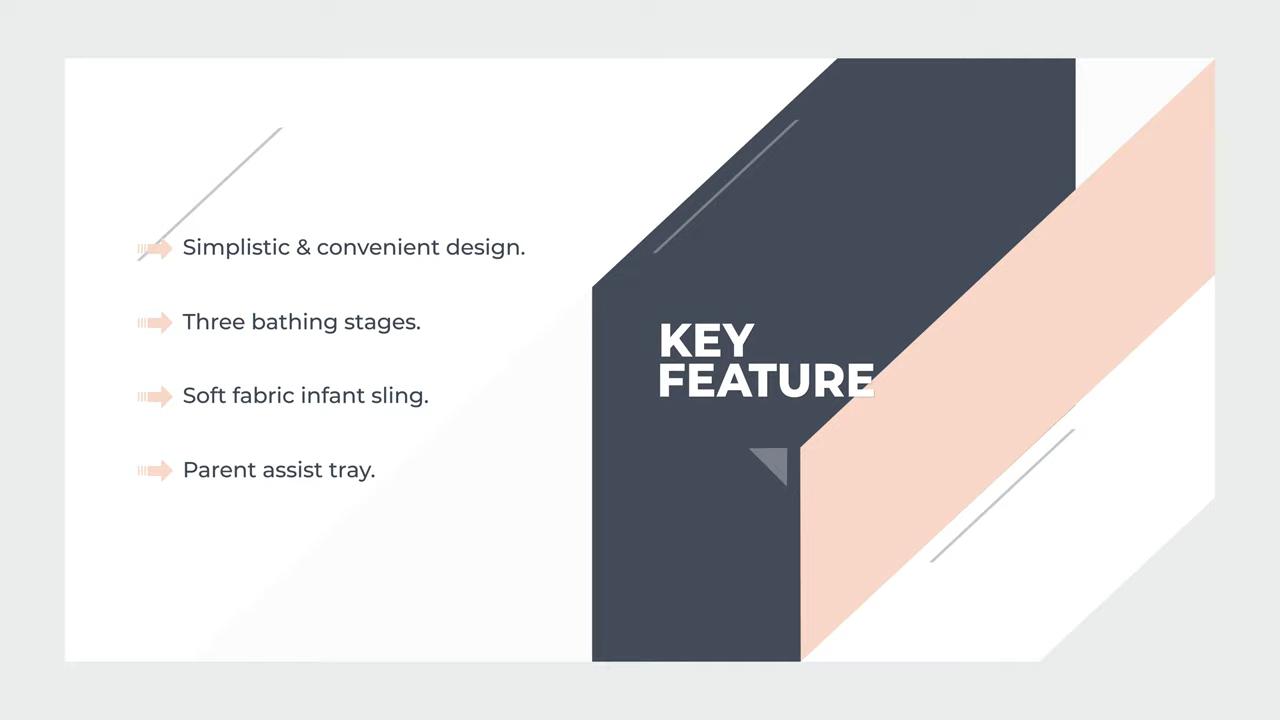 Simplistic & convenient design.
Three bathing stages.
Soft fabric infant sling.
Parent assist tray.
KEY
FEATURE